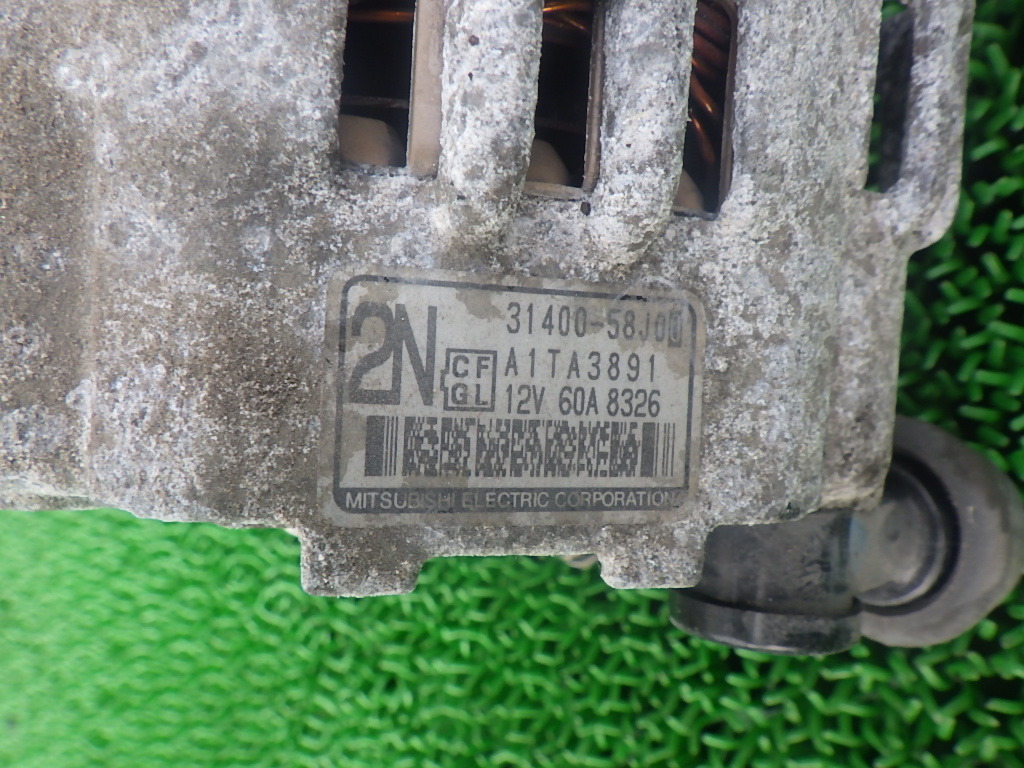 2N
31400-58J00
CF
GL
A1TA3891
12V 60A 8326
MITSUBISHI ELECTRIC CORPORATION